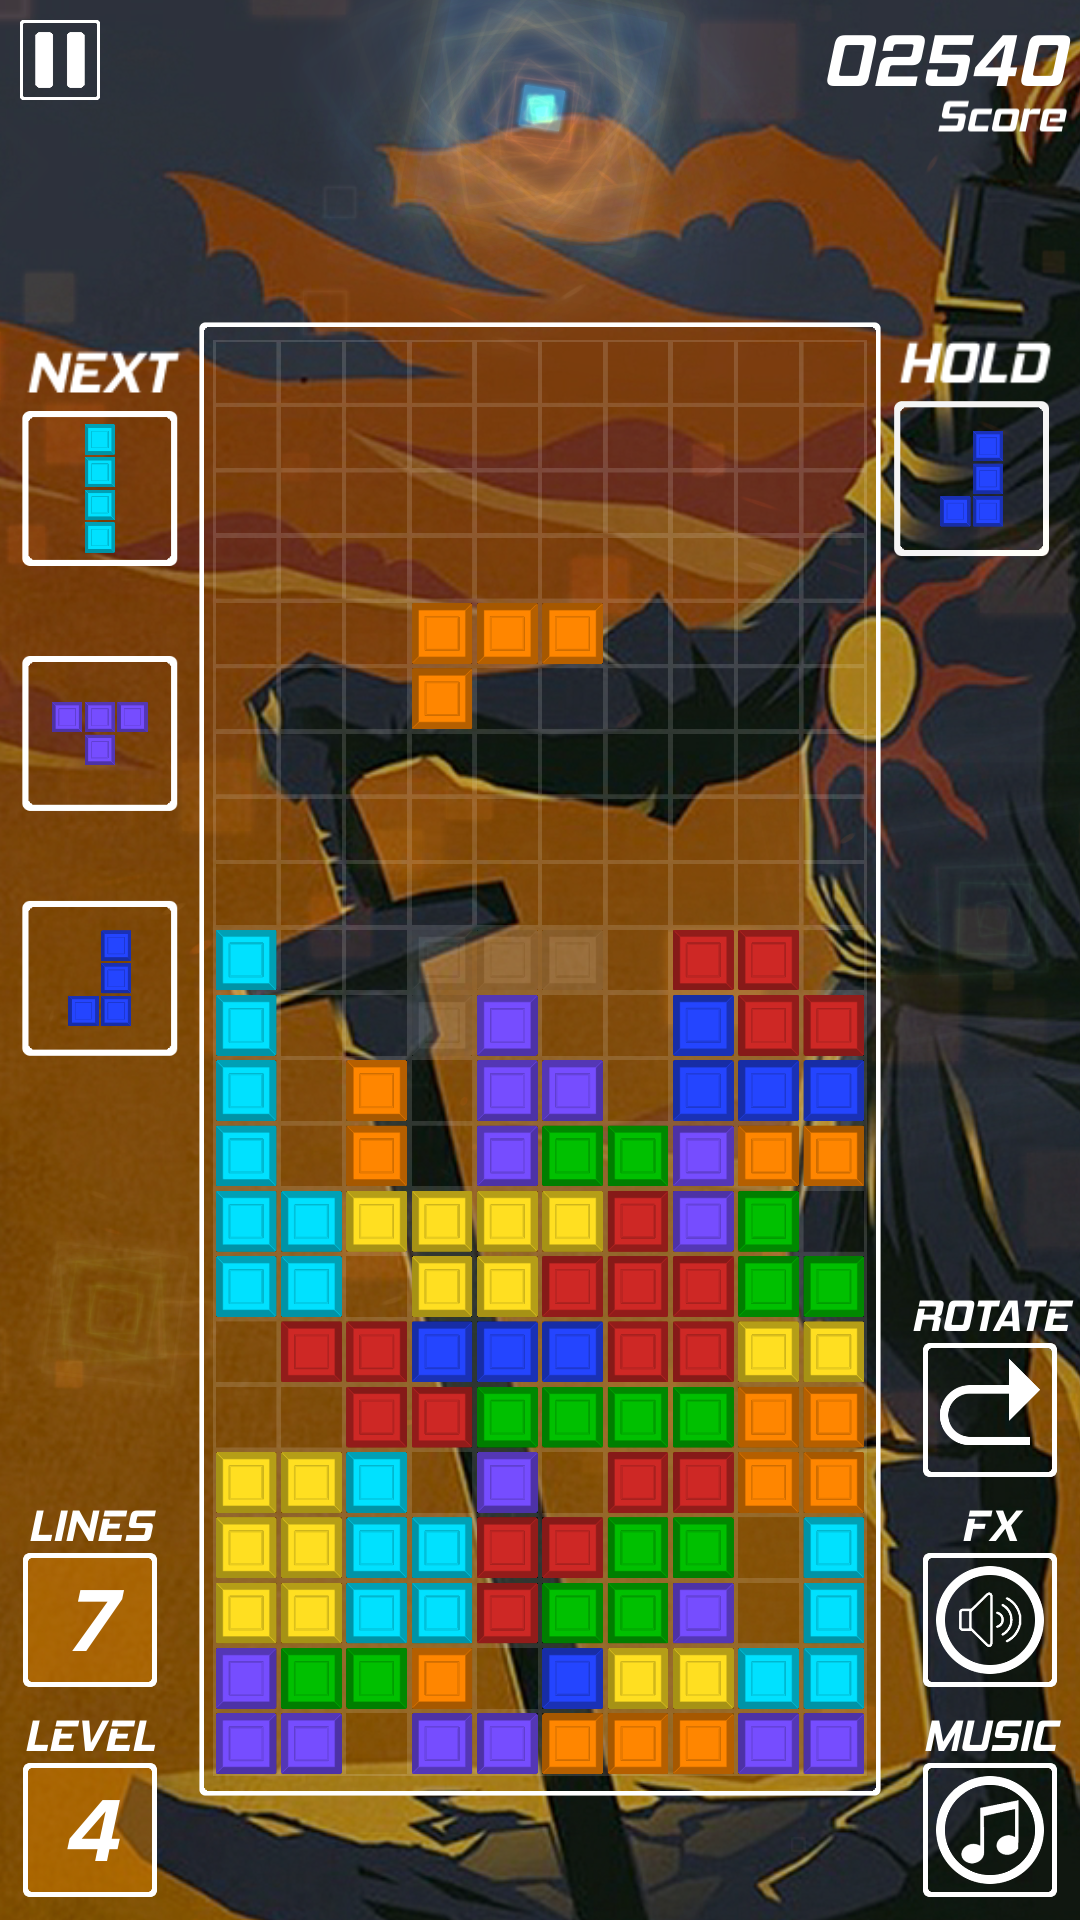 02540
Score
NEXT
HOLD
ROTATE
LINES
7
FX
LEVEL
4
MUSIC